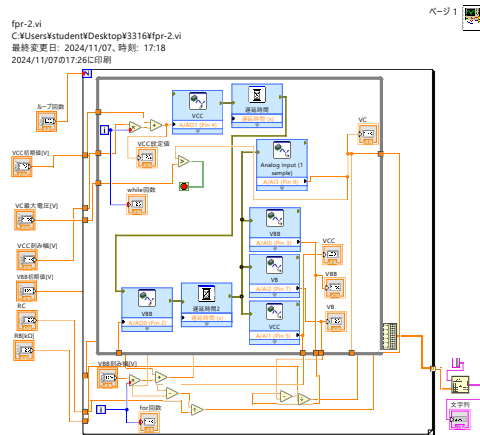 ページ 1
fpr-2.vi
C:¥Users¥student¥Desktop¥3316¥fpr-2.vi
最終変更日: 2024/11/07、時刻: 17:18
2024/11/07の17:26に印刷
N
ループ回数
VCC
A/AO1 (Pin 4)
遅延時間
遅延時間 (s)
VC
i
VCC設定値
VCC初期値[V]
Analog input (1 sample)
A/AI3 (Pin 9)
while回数
VC最大電圧[V]
VBB
A/AI0 (Pin 3)
VCC
VCC刻み幅[V]
VB
A/AI2 (Pin 7)
VBB
VBB初期値[V]
VBB
A/AO0 (Pin 2)
遅延時間2
遅延時間 (s)
VCC
A/AI1 (Pin 5)
VB
RC
RB[kΩ]
VBB刻み幅[V]
i
for回数
文字列